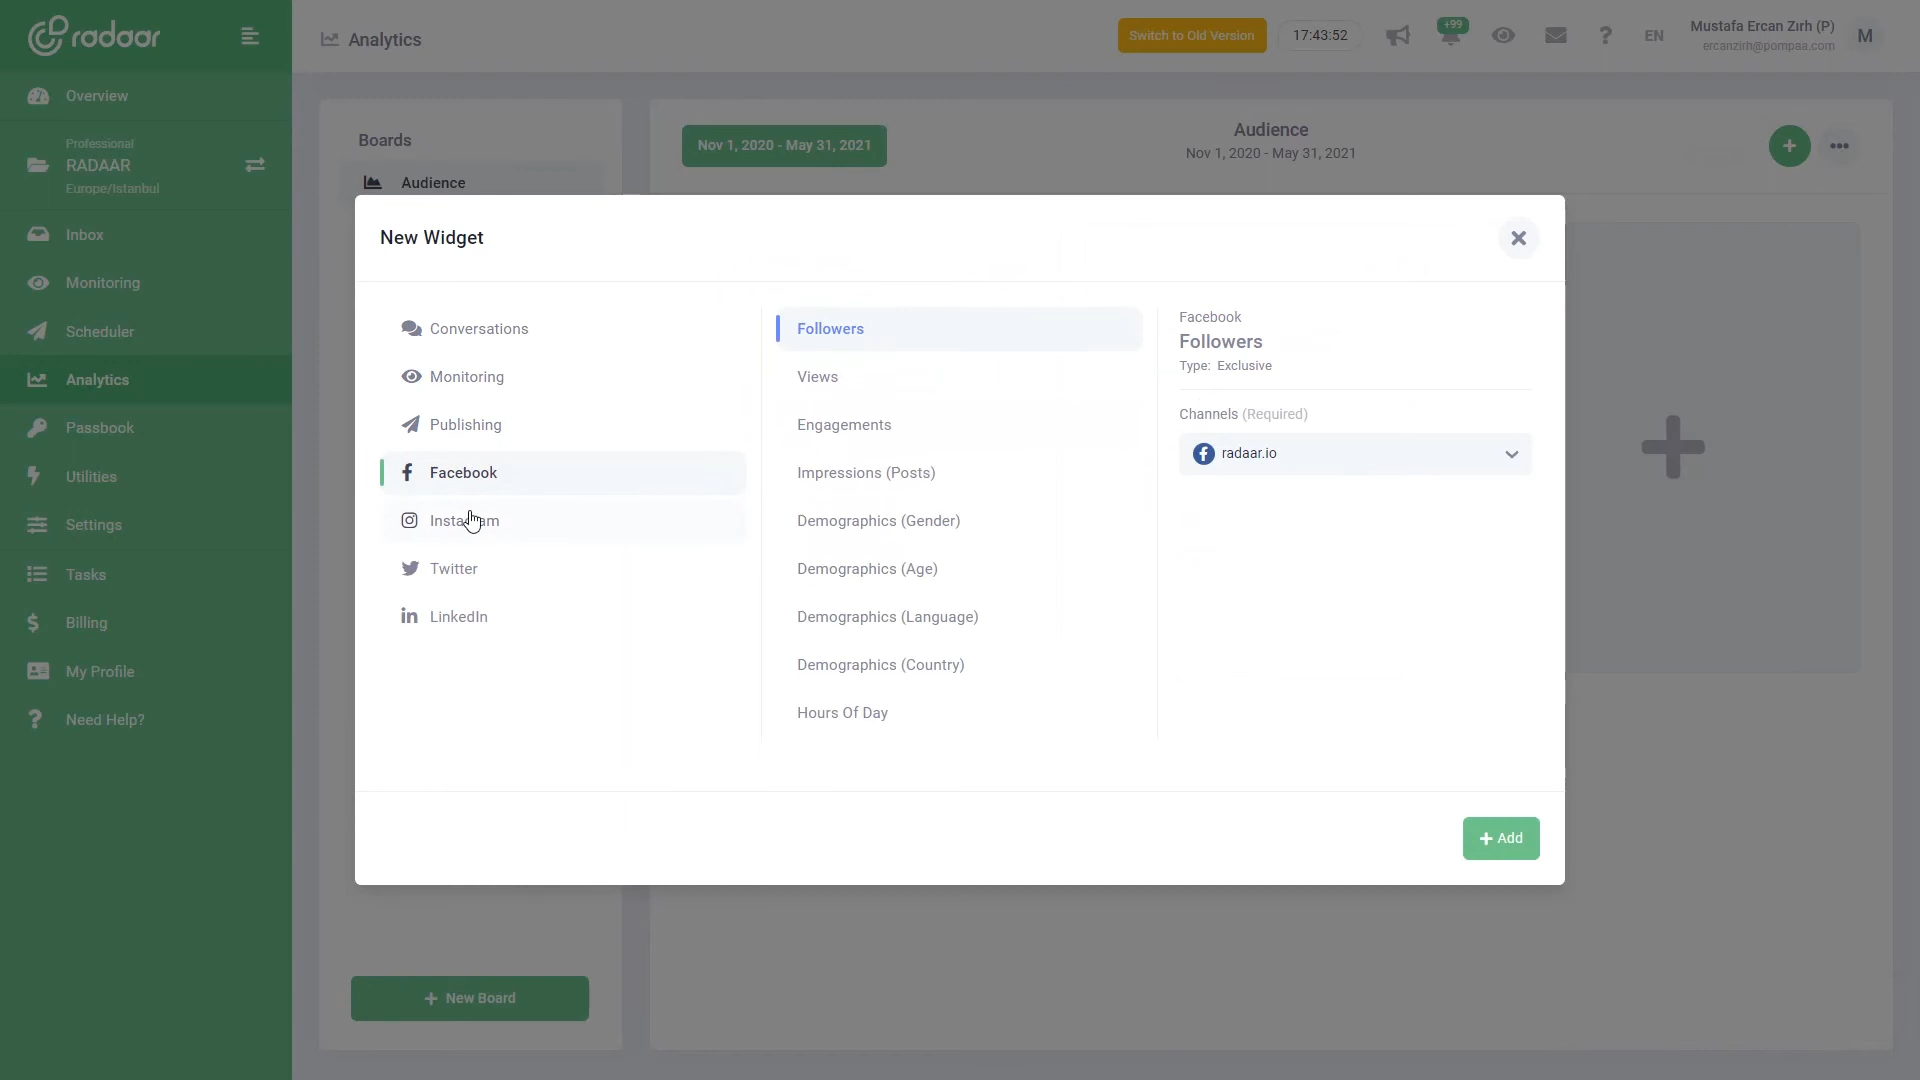 radaar
Analytics
Switch to Old Version
17:43:52
+99
EN
Mustafa Ercan Zırh (P)
ercanzirh@pompaa.com
M
Overview
Professional
RADAAR
Europe/Istanbul
Inbox
Monitoring
Scheduler
Analytics
Passbook
Utilities
Settings
Tasks
Billing
My Profile
Need Help?
Boards
Audience
New Board
Nov 1, 2020 - May 31, 2021
Audience
Nov 1, 2020 - May 31, 2021
New Widget
Conversations
Monitoring
Publishing
Facebook
Instagram
Twitter
LinkedIn
Followers
Views
Engagements
Impressions (Posts)
Demographics (Gender)
Demographics (Age)
Demographics (Language)
Demographics (Country)
Hours Of Day
Facebook
Followers
Type: Exclusive
Channels (Required)
radaar.io
Add